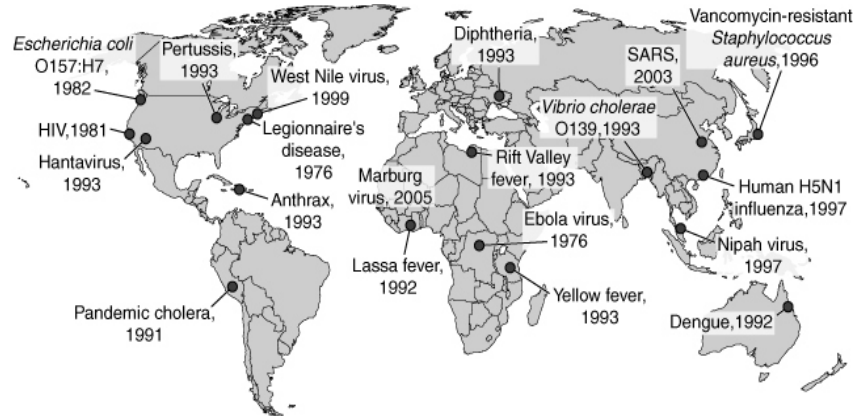 Escherichia coli
O157:H7,
1982
Pertussis,
1993
West Nile virus,
1999
HIV,1981
Legionnaire's
disease,
1976
Hantavirus,
1993
Anthrax,
1993
Pandemic cholera,
1991
Diphtheria,
1993
Vibrio cholerae
O139,1993
SARS,
2003
Vancomycin-resistant
Staphylococcus
aureus,1996
Rift Valley
fever, 1993
Marburg
virus, 2005
Ebola virus,
1976
Lassa fever,
1992
Yellow fever,
1993
Human H5N1
influenza,1997
Nipah virus,
1997
Dengue,1992